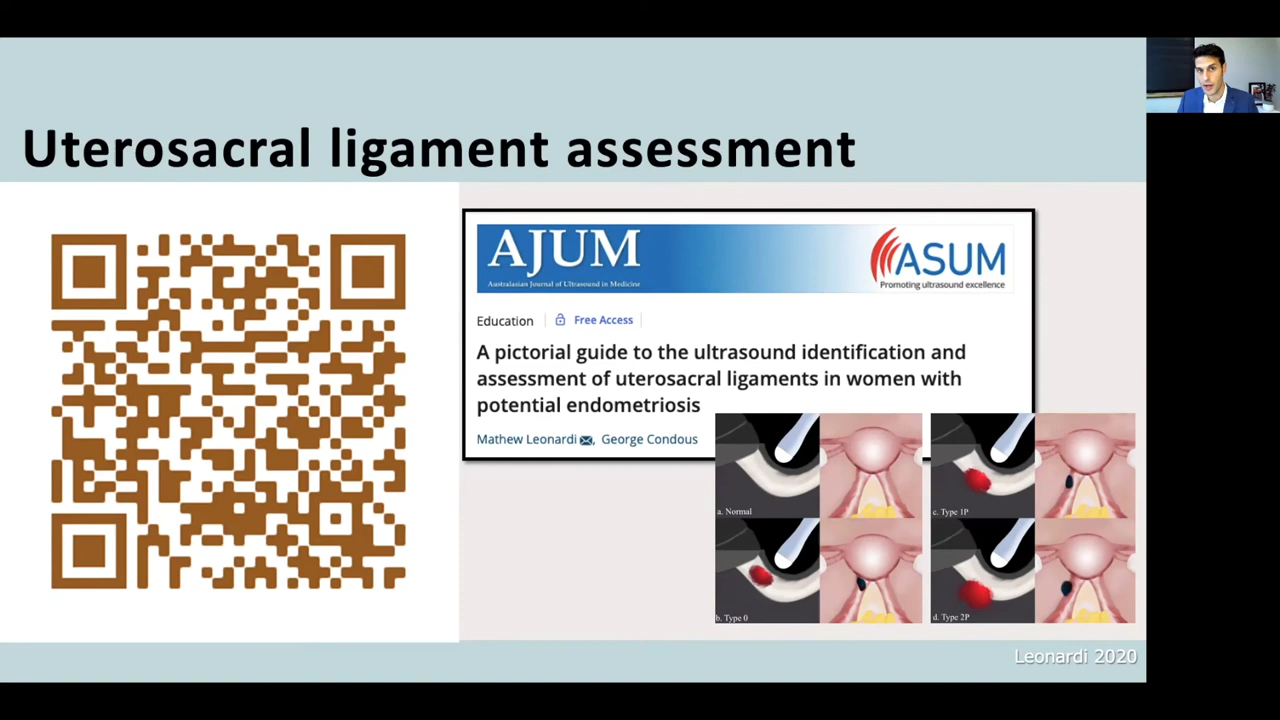 Uterosacral ligament assessment
AJUM
Australasian Journal of Ultrasound in Medicine
ASUM
Promoting ultrasound excellence
Education
Free Access
A pictorial guide to the ultrasound identification and
assessment of uterosacral ligaments in women with
potential endometriosis
Mathew Leonardi, George Condous
a. Normal
c. Type 1P
b. Type 0
d. Type 2P
Leonardi 2020